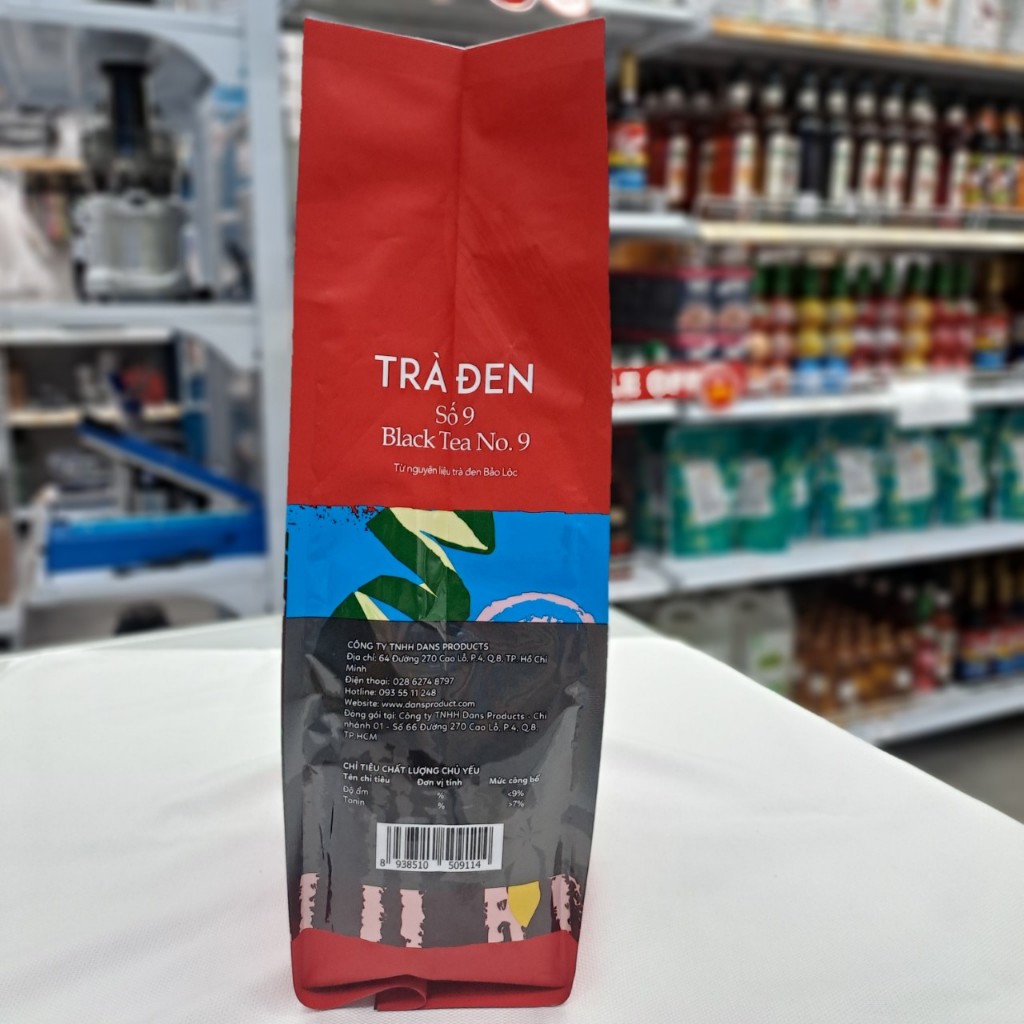 TRÀ ĐEN
Số 9
Black Tea No. 9
Từ nguyên liệu trà đen Bảo Lộc
CÔNG TY TNHH DANS PRODUCTS
Địa chỉ: 64 Đường 270 Cao Lỗ, P.4, Q.8, TP. Hồ Chí
Minh
Điện thoại: 028 6274 8797
Hotline: 093 55 11 248
Website: www.dansproduct.com
Đóng gói tại: Công ty TNHH Dans Products - Chi
nhánh 01 - Số 66 Đường 270 Cao Lỗ, P.4, Q.8.
TP.HCM
CHỈ TIÊU CHẤT LƯỢNG CHỦ YẾU
Tên chỉ tiêu Đơn vị tính Mức công bố
Độ ẩm % <9%
Tanin % >7%
8 938510 509114